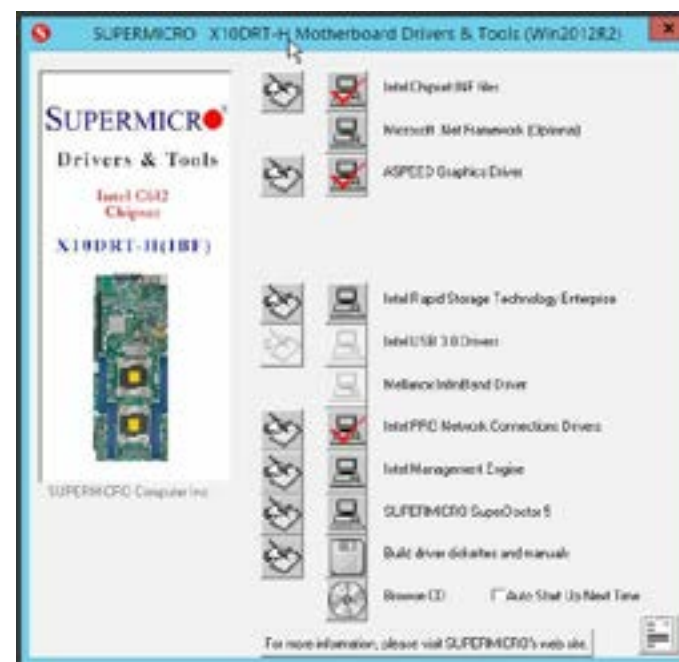 SUPERMICRO X10DRT-H Motherboard Drivers & Tools (Win2012R2)
SUPERMICRO
Drivers & Tools
Intel C612
Chipset
X10DRT-H(IBF)
SUPERMICRO Computer Inc.
Intel Chipset INF files
Microsoft .Net Framework (Optional)
ASPEED Graphics Driver
Intel Rapid Storage Technology Enterprise
Intel USB 3.0 Drivers
Mellanox InfiniBand Driver
Intel PRO Network Connections Drivers
Intel Management Engine
SUPERMICRO SuperDoctor 5
Build driver diskettes and manuals
Browse CD
Auto Start Up Next Time
For more information, please visit SUPERMICRO's web site.